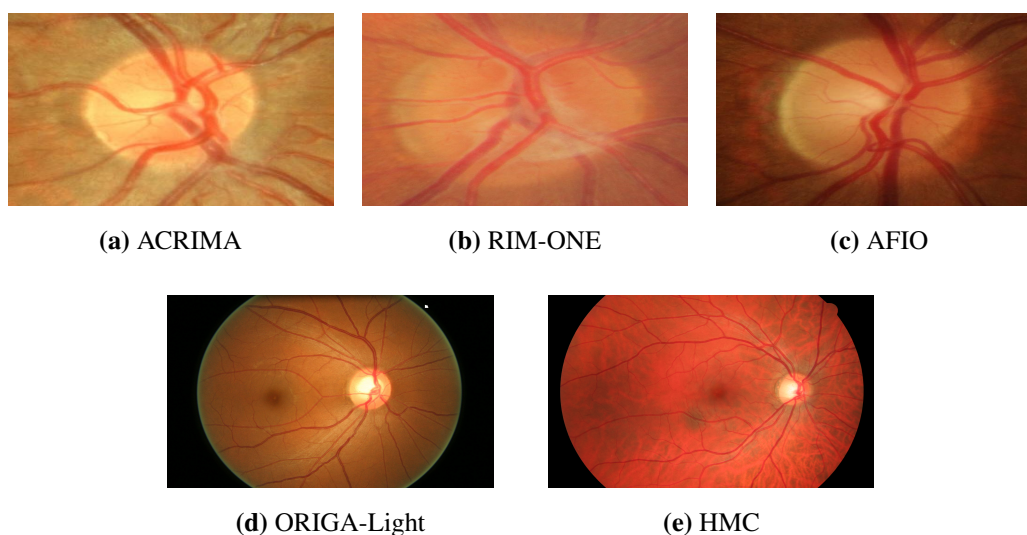 (a) ACRIMA
(b) RIM-ONE
(c) AFIO
(d) ORIGA-Light
(e) HMC